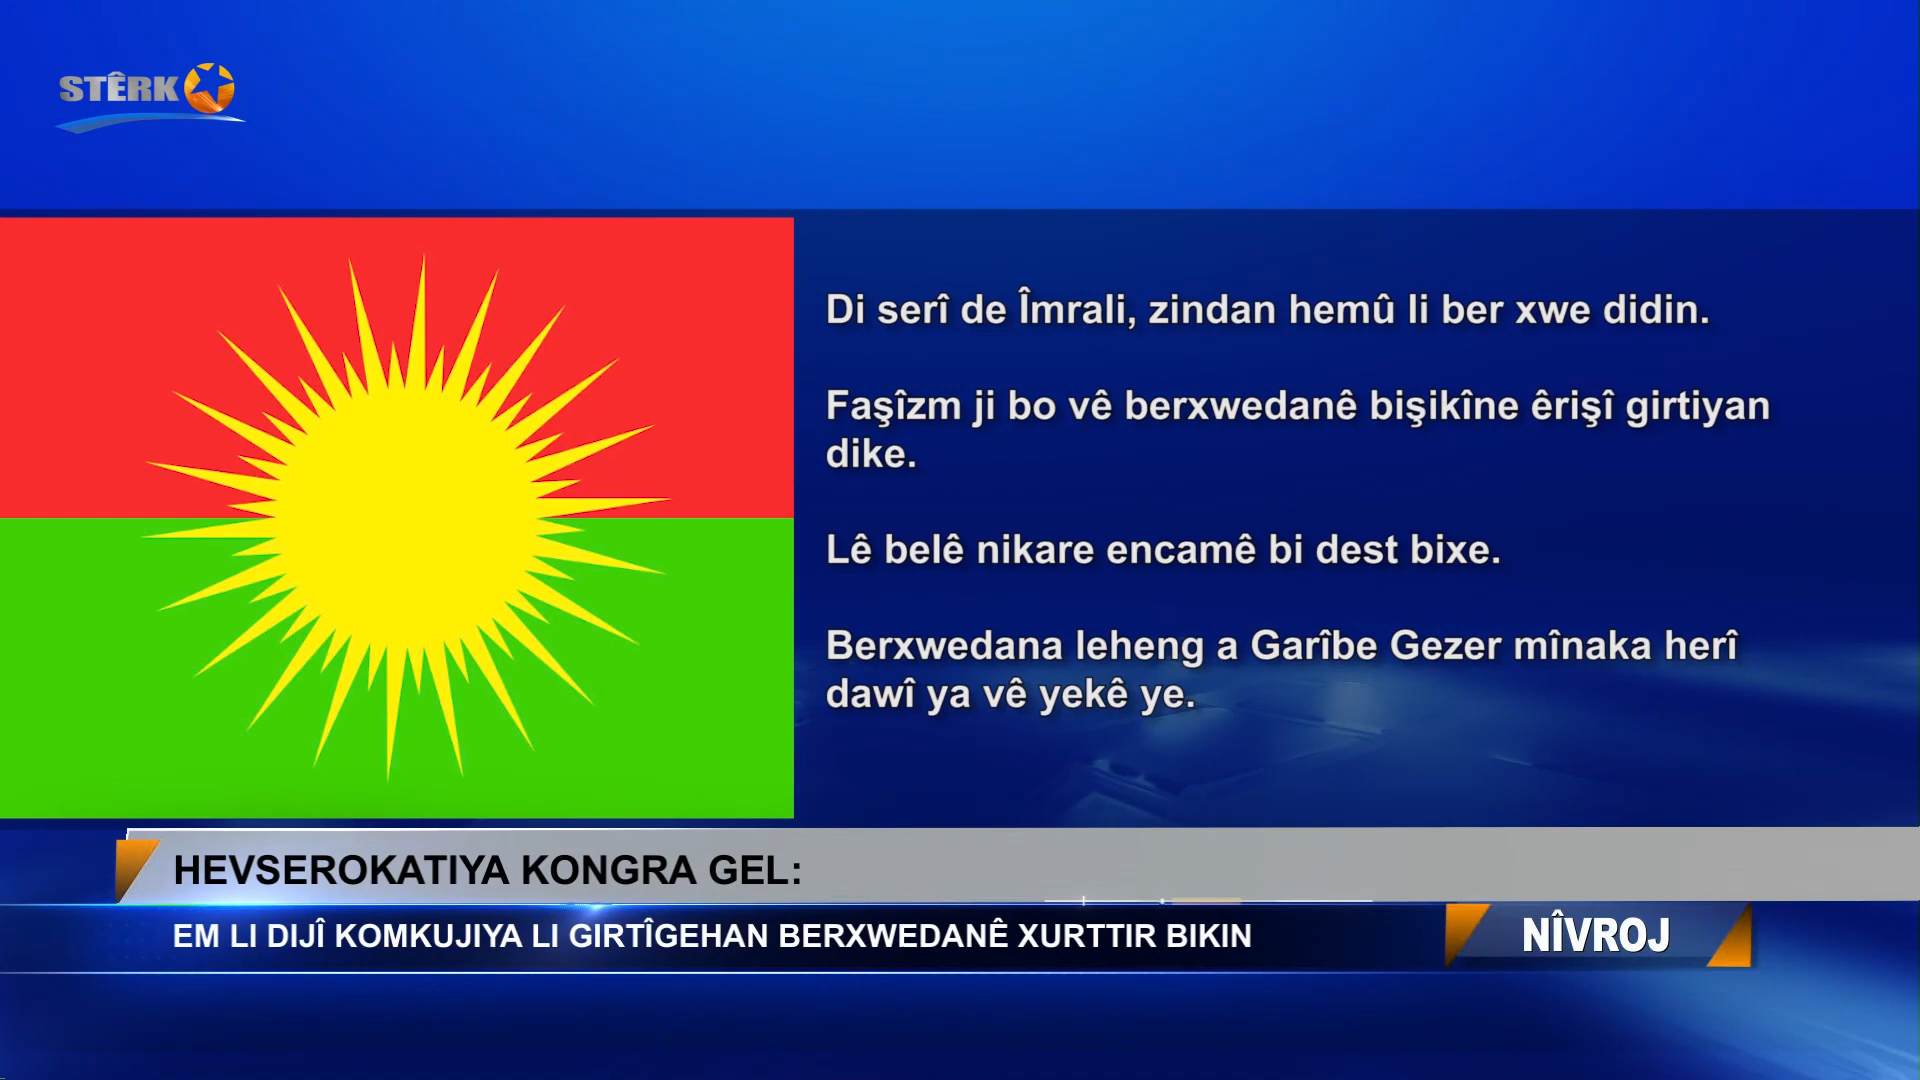 STÊRK
Di serî de Îmrali, zindan hemû li ber xwe didin.
Faşîzm ji bo vê berxwedanê bişikîne êrişî girtiyan
dike.
Lê belê nikare encamê bi dest bixe.
Berxwedana leheng a Garîbe Gezer mînaka herî
dawî ya vê yekê ye.
HEVSEROKATIYA KONGRA GEL:
EM LI DIJÎ KOMKUJIYA LI GIRTÎGEHAN BERXWEDANÊ XURTTIR BIKIN
NÎVROJ